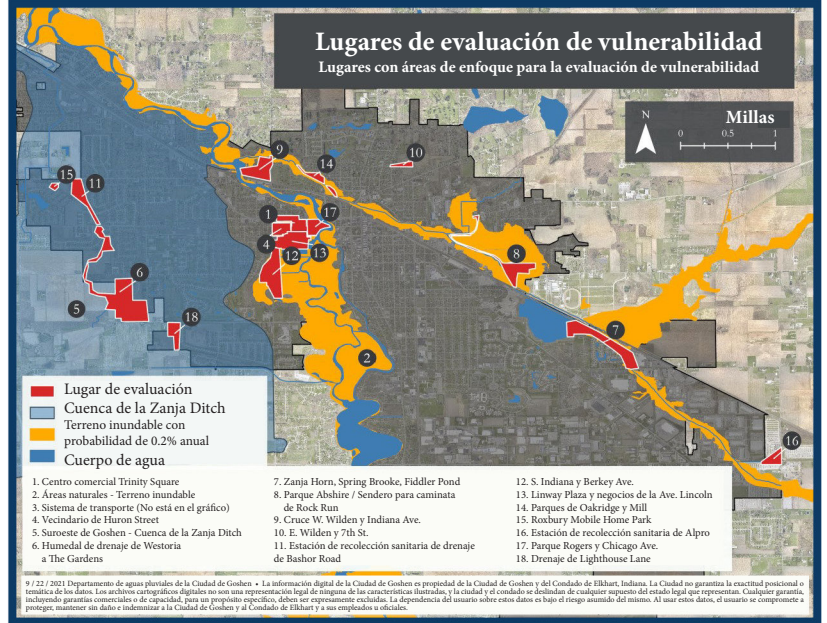 Lugares de evaluación de vulnerabilidad
Lugares con áreas de enfoque para la evaluación de vulnerabilidad
N
Millas
0 0.5 1
9
14
10
15
11
1
17
4
12
13
8
6
5
18
7
2
16
Lugar de evaluación
Cuenca de la Zanja Ditch
Terreno inundable con
probabilidad de 0.2% anual
Cuerpo de agua
1. Centro comercial Trinity Square
2. Áreas naturales - Terreno inundable
3. Sistema de transporte (No está en el gráfico)
4. Vecindario de Huron Street
5. Suroeste de Goshen - Cuenca de la Zanja Ditch
6. Humedal de drenaje de Westoria
a The Gardens
7. Zanja Horn, Spring Brooke, Fiddler Pond
8. Parque Abshire / Sendero para caminata
de Rock Run
9. Cruce W. Wilden y Indiana Ave.
10. E. Wilden y 7th St.
11. Estación de recolección sanitaria de drenaje
de Bashor Road
12. S. Indiana y Berkey Ave.
13. Linway Plaza y negocios de la Ave. Lincoln
14. Parques de Oakridge y Mill
15. Roxbury Mobile Home Park
16. Estación de recolección sanitaria de Alpro
17. Parque Rogers y Chicago Ave.
18. Drenaje de Lighthouse Lane
9 / 22 / 2021 Departamento de aguas pluviales de la Ciudad de Goshen • La información digital de la Ciudad de Goshen es propiedad de la Ciudad de Goshen y del Condado de Elkhart, Indiana. La Ciudad no garantiza la exactitud posicional o
temática de los datos. Los archivos cartográficos digitales no son una representación legal de ninguna de las características ilustradas, y la ciudad y el condado se deslindan de cualquier supuesto del estado legal que representan. Cualquier garantía,
incluyendo garantías comerciales o de capacidad, para un propósito específico, deben ser expresamente excluidas. La dependencia del usuario sobre estos datos es bajo el riesgo asumido del mismo. Al usar estos datos, el usuario se compromete a
proteger, mantener sin daño e indemnizar a la Ciudad de Goshen y al Condado de Elkhart y a sus empleados u oficiales.